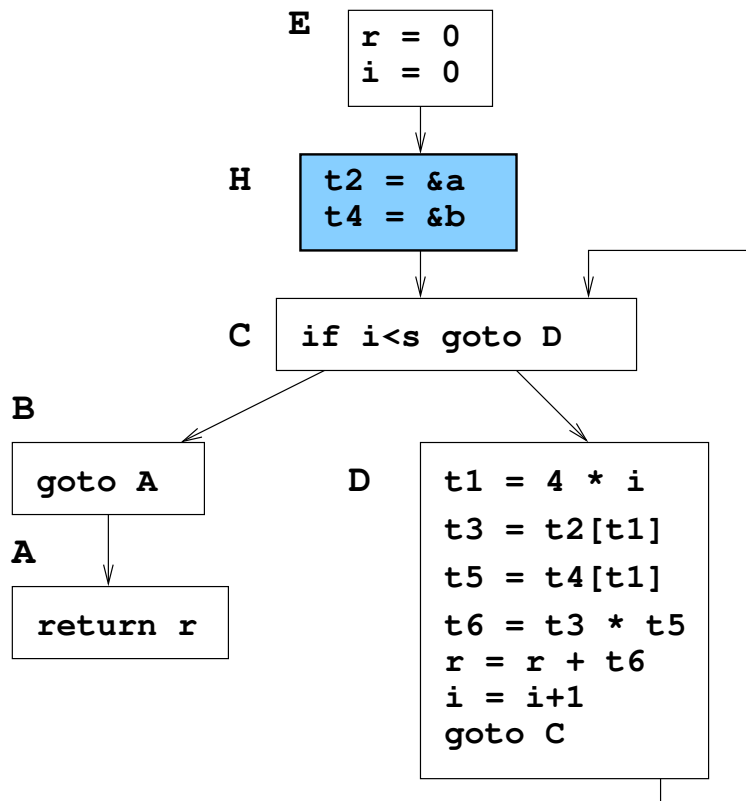 E
r = 0
i = 0
H
t2 = &a
t4 = &b
C
if i<s goto D
B
goto A
A
return r
D
t1 = 4 * i
t3 = t2[t1]
t5 = t4[t1]
t6 = t3 * t5
r = r + t6
i = i+1
goto C